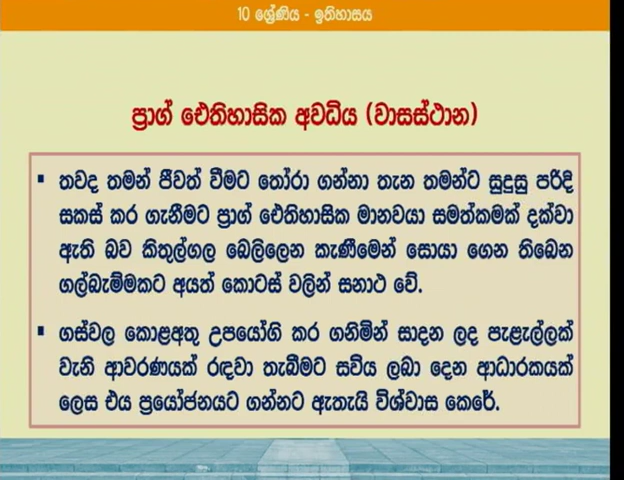 10 ශ්‍රේණිය - ඉතිහාසය
ප්‍රාග් ඓතිහාසික අවධිය (වාසස්ථාන)
▪ තවද තමන් ජීවත් වීමට තෝරා ගන්නා තැන තමන්ට සුදුසු පරිදි
සකස් කර ගැනීමට ප්‍රාග් ඓතිහාසික මානවයා සමත්කමක් දක්වා
ඇති බව කිතුල්ගල බෙලිලෙන කැණීමෙන් සොයා ගෙන තිබෙන
ගල්බැම්මකට අයත් කොටස් වලින් සනාථ වේ.
▪ ගස්වල කොළඅතු උපයෝගි කර ගනිමින් සාදන ලද පැළැල්ලක්
වැනි ආවරණයක් රඳවා තැබීමට සවිය ලබා දෙන ආධාරකයක්
ලෙස එය ප්‍රයෝජනයට ගන්නට ඇතැයි විශ්වාස කෙරේ.